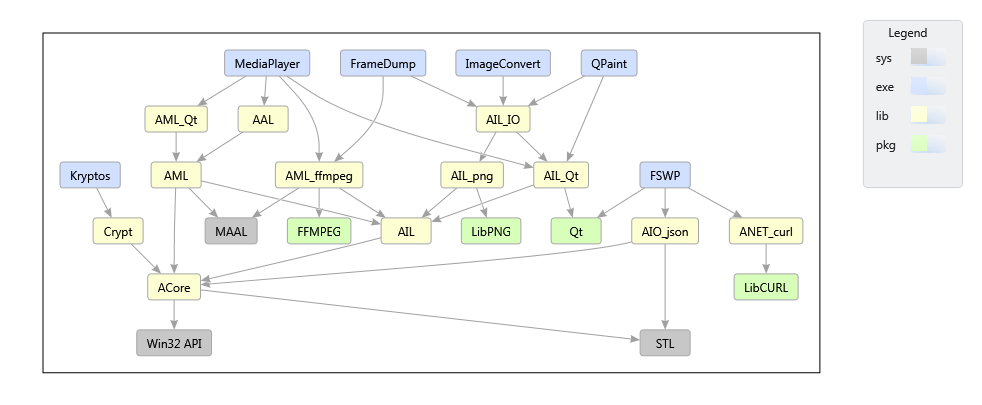 Legend
sys
exe
lib
pkg
MediaPlayer
FrameDump
ImageConvert
QPaint
AML_Qt
AAL
AIL_IO
Kryptos
AML
AML_ffmpeg
AIL_png
AIL_Qt
FSWP
Crypt
MAAL
FFMPEG
AIL
LibPNG
Qt
AIO_json
ANET_curl
ACore
LibCURL
Win32 API
STL